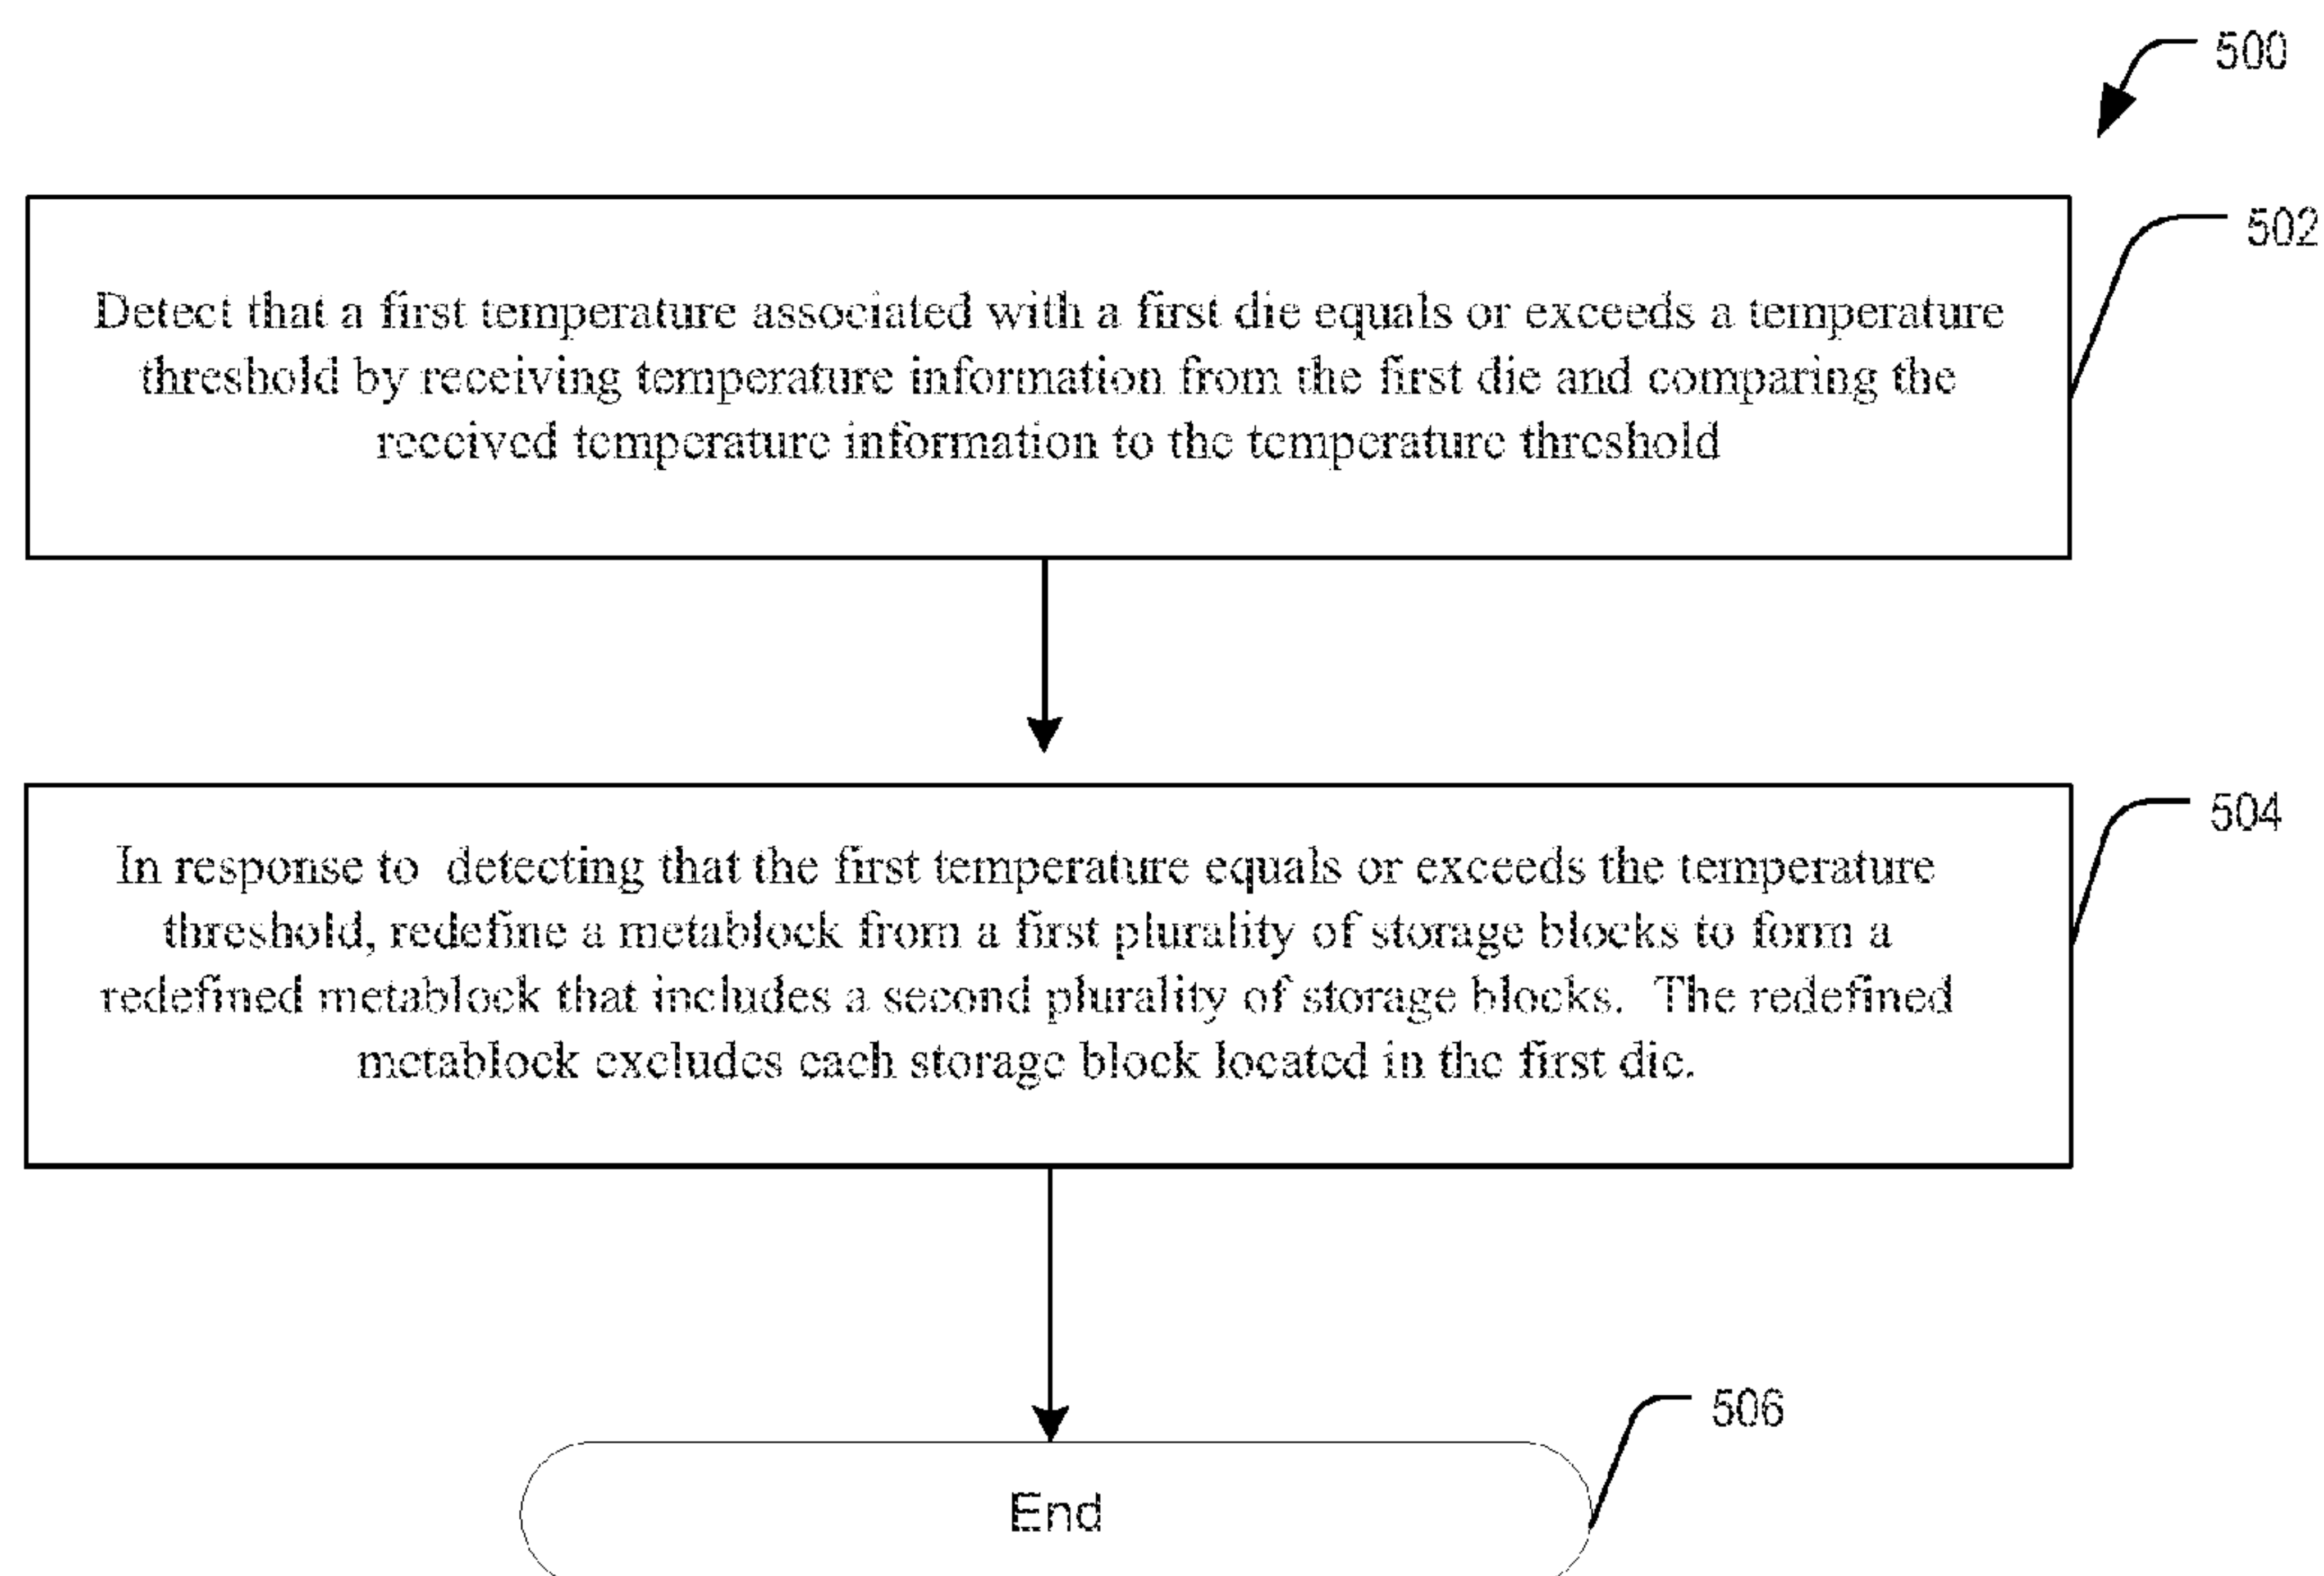 500
502
Detect that a first temperature associated with a first die equals or exceeds a temperature
threshold by receiving temperature information from the first die and comparing the
received temperature information to the temperature threshold
504
In response to  detecting that the first temperature equals or exceeds the temperature
threshold, redefine a metablock from a first plurality of storage blocks to form a
redefined metablock that includes a second plurality of storage blocks.  The redefined
metablock excludes each storage block located in the first die.
506
End